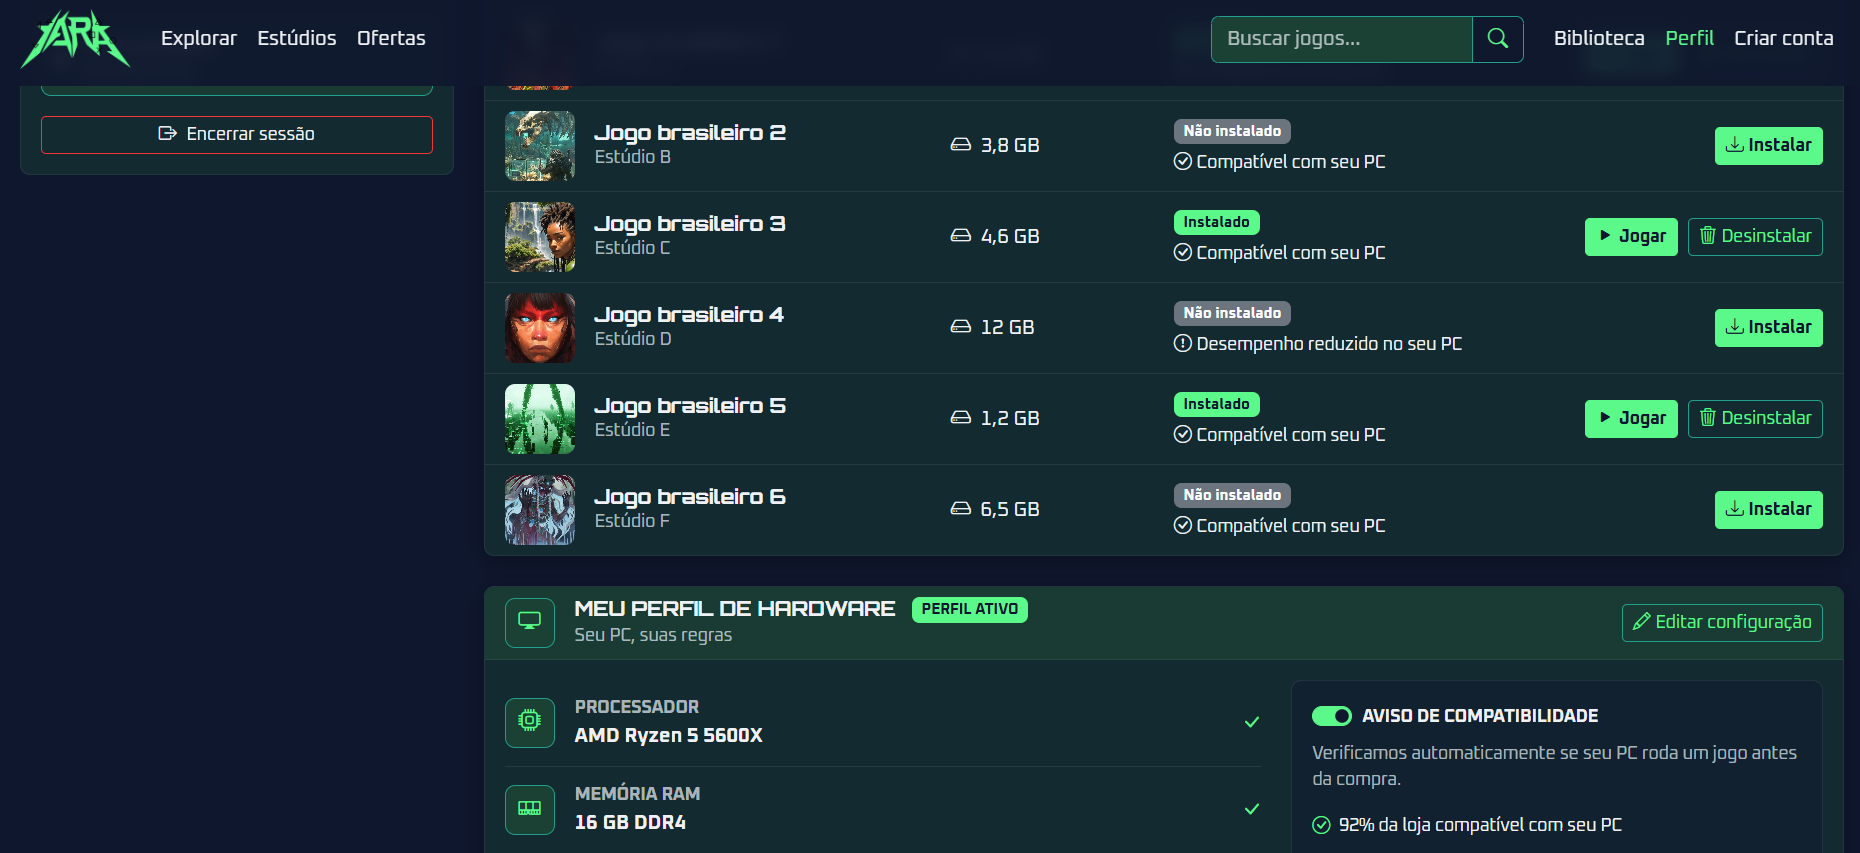 JARA
Explorar Estúdios Ofertas
Buscar jogos...
Biblioteca Perfil Criar conta
Encerrar sessão
Jogo brasileiro 2
Estúdio B
3,8 GB
Não instalado
Compatível com seu PC
Instalar
Jogo brasileiro 3
Estúdio C
4,6 GB
Instalado
Compatível com seu PC
Jogar
Desinstalar
Jogo brasileiro 4
Estúdio D
12 GB
Não instalado
Desempenho reduzido no seu PC
Instalar
Jogo brasileiro 5
Estúdio E
1,2 GB
Instalado
Compatível com seu PC
Jogar
Desinstalar
Jogo brasileiro 6
Estúdio F
6,5 GB
Não instalado
Compatível com seu PC
Instalar
MEU PERFIL DE HARDWARE
PERFIL ATIVO
Seu PC, suas regras
Editar configuração
PROCESSADOR
AMD Ryzen 5 5600X
MEMÓRIA RAM
16 GB DDR4
AVISO DE COMPATIBILIDADE
Verificamos automaticamente se seu PC roda um jogo antes
da compra.
92% da loja compatível com seu PC